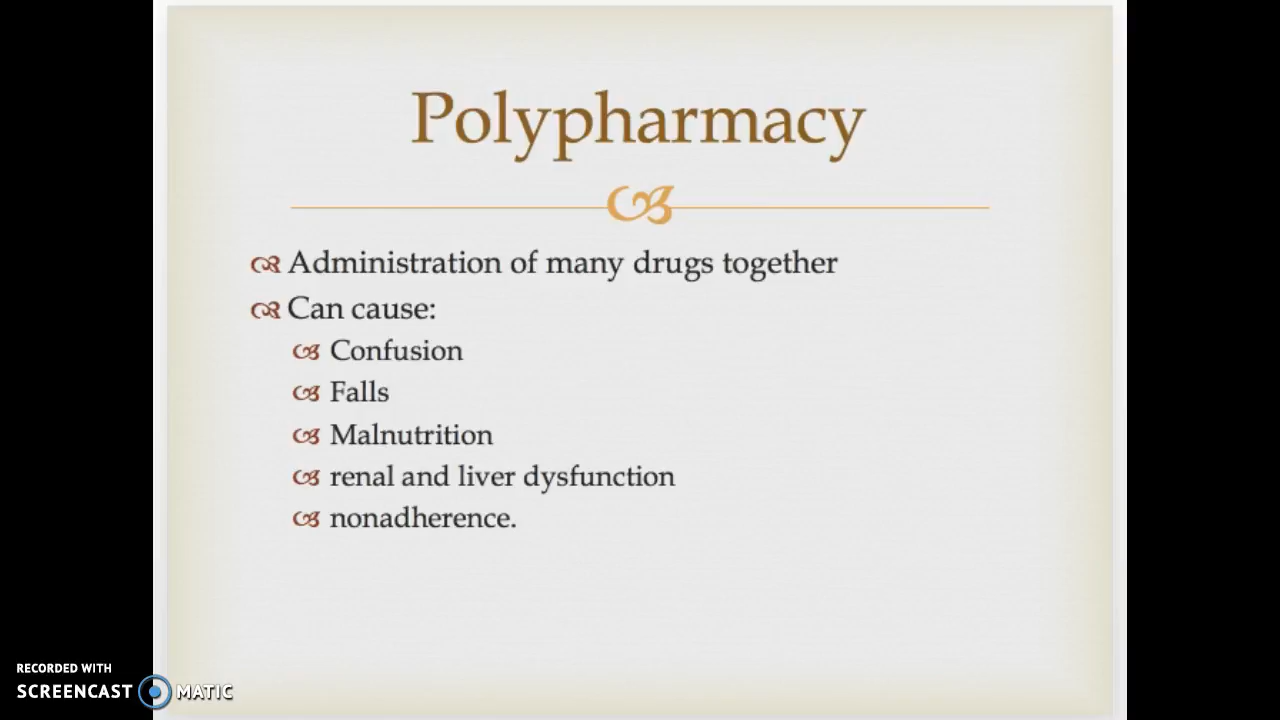 Polypharmacy
Administration of many drugs together
Can cause:
Confusion
Falls
Malnutrition
renal and liver dysfunction
nonadherence.
RECORDED WITH
SCREENCAST MATIC